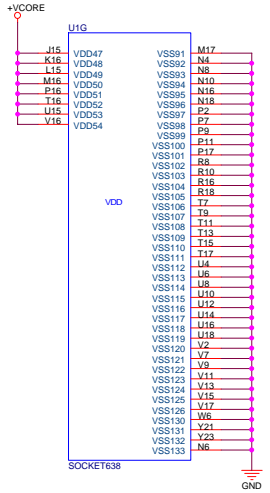 +VCORE
U1G
J15 VDD47 VSS91 M17
K16 VDD48 VSS92 N4
L15 VDD49 VSS93 N8
M16 VDD50 VSS94 N10
P16 VDD51 VSS95 N16
T16 VDD52 VSS96 N18
U15 VDD53 VSS97 P2
V16 VDD54 VSS98 P7
VSS99 P9
VSS100 P11
VSS101 P17
VSS102 R8
VSS103 R10
VSS104 R16
VSS105 R18
VDD VSS106 T7
VSS107 T9
VSS108 T11
VSS109 T13
VSS110 T15
VSS111 T17
VSS112 U4
VSS113 U6
VSS114 U8
VSS115 U10
VSS116 U12
VSS117 U14
VSS118 U16
VSS119 U18
VSS120 V2
VSS121 V7
VSS122 V9
VSS123 V11
VSS124 V13
VSS125 V15
VSS126 V17
VSS130 W6
VSS131 Y21
VSS132 Y23
VSS133 N6
SOCKET638
GND